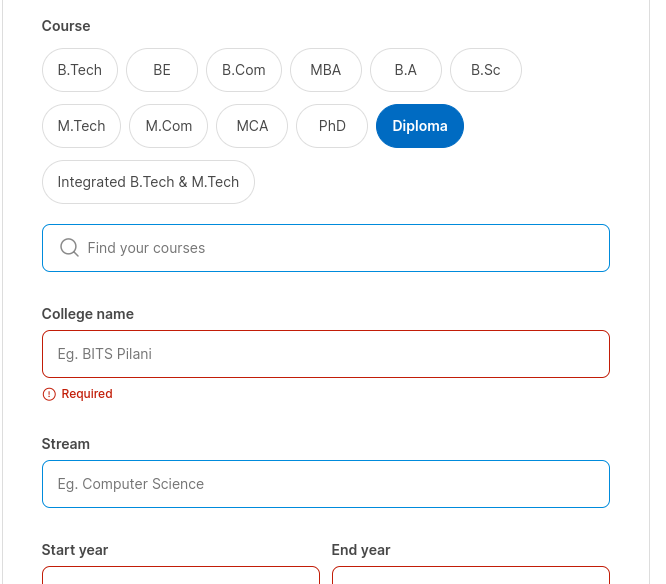 Course
B.Tech BE B.Com MBA B.A B.Sc
M.Tech M.Com MCA PhD Diploma
Integrated B.Tech & M.Tech
Find your courses
College name
Eg. BITS Pilani
Required
Stream
Eg. Computer Science
Start year End year